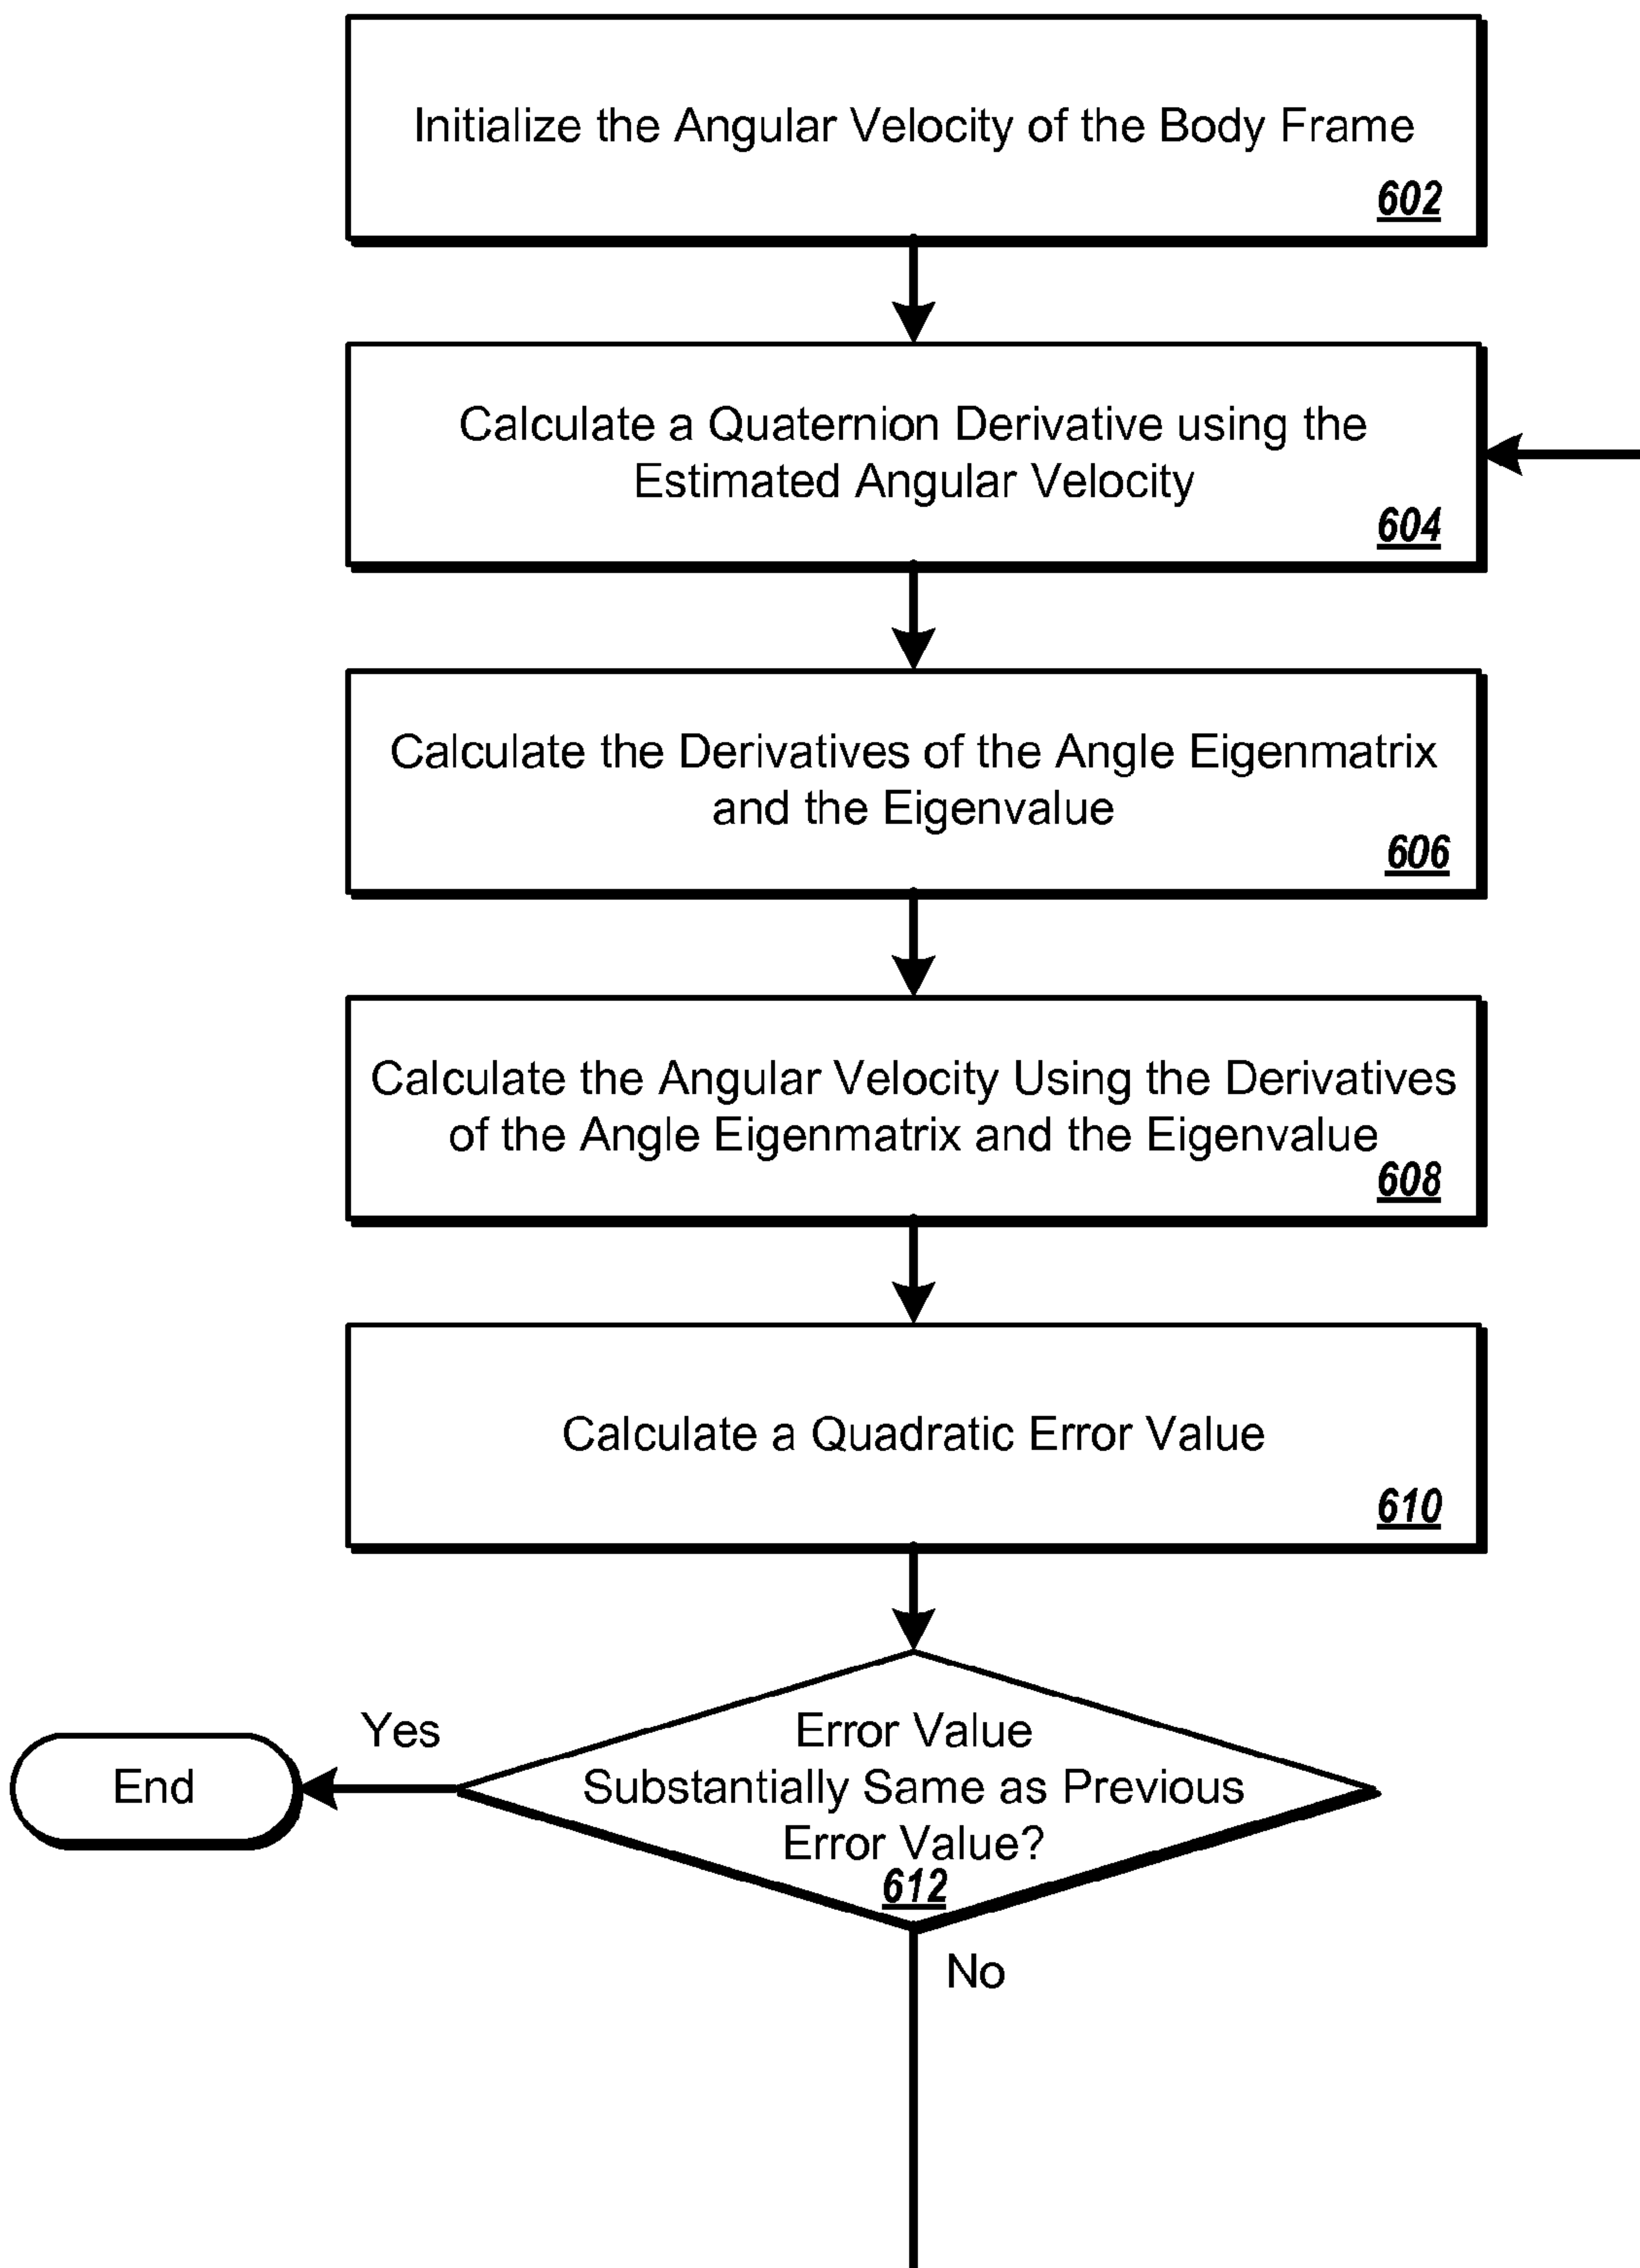 Initialize the Angular Velocity of the Body Frame
602
Calculate a Quaternion Derivative using the
Estimated Angular Velocity
604
Calculate the Derivatives of the Angle Eigenmatrix
and the Eigenvalue
606
Calculate the Angular Velocity Using the Derivatives
of the Angle Eigenmatrix and the Eigenvalue
608
Calculate a Quadratic Error Value
610
Yes
End
Error Value
Substantially Same as Previous
Error Value?
612
No